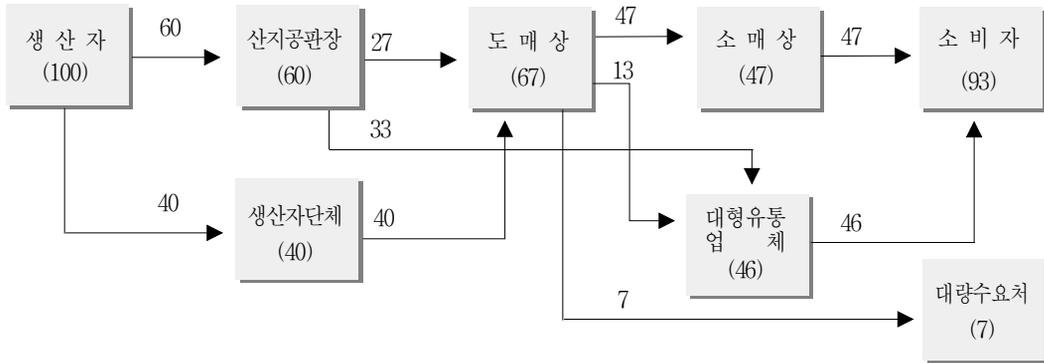 생 산 자
(100)
60
산지공판장
(60)
27
도 매 상
(67)
47
13
소 매 상
(47)
47
소 비 자
(93)
33
40
생산자단체
(40)
40
대형유통
업 체
(46)
46
7
대량수요처
(7)